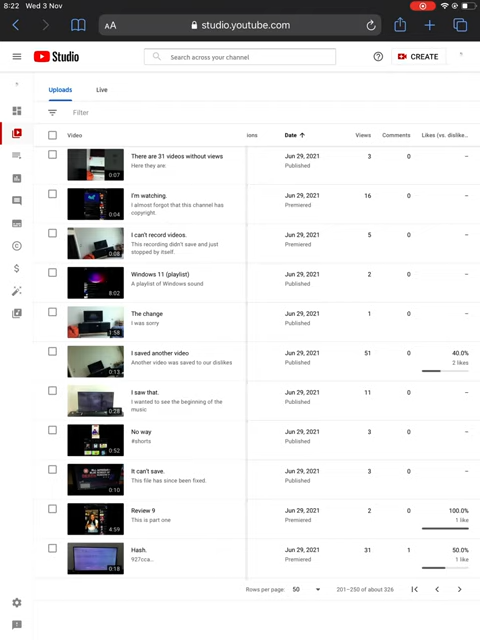 8:22 Wed 3 Nov
AA studio.youtube.com
Studio Search across your channel ? CREATE ?
Uploads Live
Filter
Video ions Date Views Comments Likes (vs. dislike…
There are 31 videos without views Jun 29, 2021 3 0 –
Here they are: Published
0:07
I'm watching. Jun 29, 2021 16 0 –
I almost forgot that this channel has Premiered
copyright.
0:04
I can't record videos. Jun 29, 2021 5 0 –
This recording didn't save and just Premiered
stopped by itself
0:08
Windows 11 (playlist) Jun 29, 2021 2 0 –
A playlist of Windows sound Published
8:02
The change Jun 29, 2021 1 0 –
I was sorry Published
1:58
I saved another video Jun 29, 2021 51 0 40.0%
Another video was saved to our dislikes Published 2 likes
0:13
I saw that. Jun 29, 2021 11 0 –
I wanted to see the beginning of the Published
music
0:28
No way Jun 29, 2021 3 0 –
#shorts Published
0:52
It can't save. Jun 29, 2021 3 0 –
This file has since been fixed. Published
0:10
Review 9 Jun 29, 2021 2 0 100.0%
This is part one Premiered 1 like
4:59
Hash. Jun 29, 2021 31 1 50.0%
927cca… Premiered 1 like
0:18
Rows per page: 50 201–250 of about 326